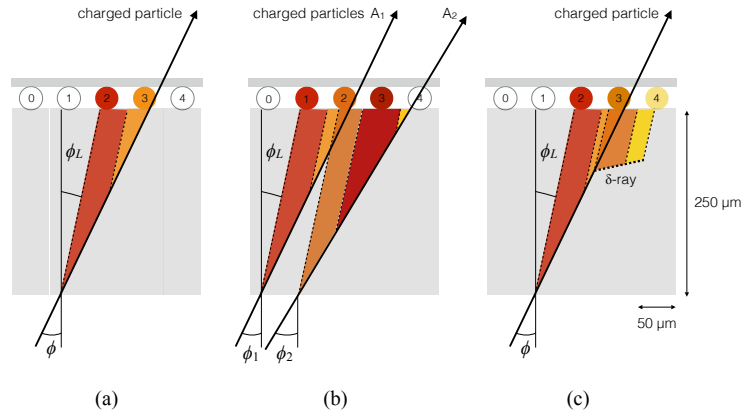 charged particle
0 1 2 3 4
ϕL
ϕ
(a)
charged particles A1 A2
0 1 2 3 4
ϕL
ϕ1 ϕ2
(b)
charged particle
0 1 2 3 4
ϕL
δ-ray
250 µm
50 µm
ϕ
(c)